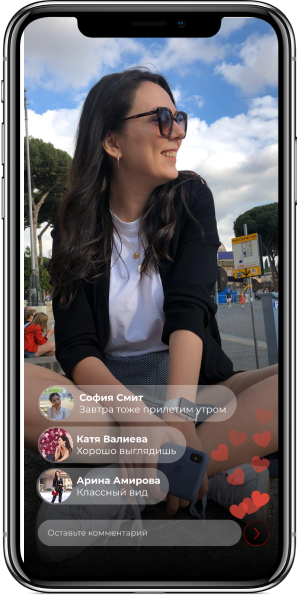 София Смит
Завтра тоже прилетим утром
Катя Валиева
Хорошо выглядишь
Арина Амирова
Классный вид
Оставьте комментарий